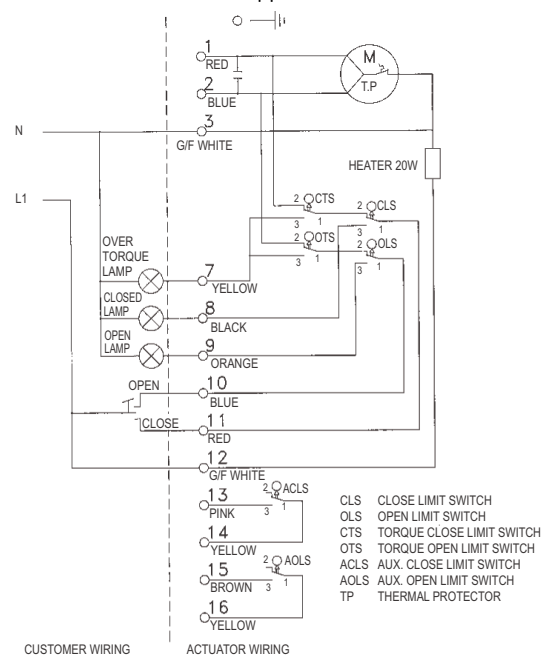 1
RED
M
T.P
2
BLUE
N
3
G/F WHITE
HEATER 20W
L1
2 CTS
3 1
2 CLS
3 1
2 OTS
3 1
2 OLS
3 1
OVER
TORQUE
LAMP
7
YELLOW
CLOSED
LAMP
8
BLACK
OPEN
LAMP
9
ORANGE
OPEN
10
BLUE
CLOSE
11
RED
12
G/F WHITE
13
PINK
2 ACLS
3 1
14
YELLOW
15
BROWN
2 AOLS
3 1
16
YELLOW
CLS CLOSE LIMIT SWITCH
OLS OPEN LIMIT SWITCH
CTS TORQUE CLOSE LIMIT SWITCH
OTS TORQUE OPEN LIMIT SWITCH
ACLS AUX. CLOSE LIMIT SWITCH
AOLS AUX. OPEN LIMIT SWITCH
TP THERMAL PROTECTOR
CUSTOMER WIRING
ACTUATOR WIRING